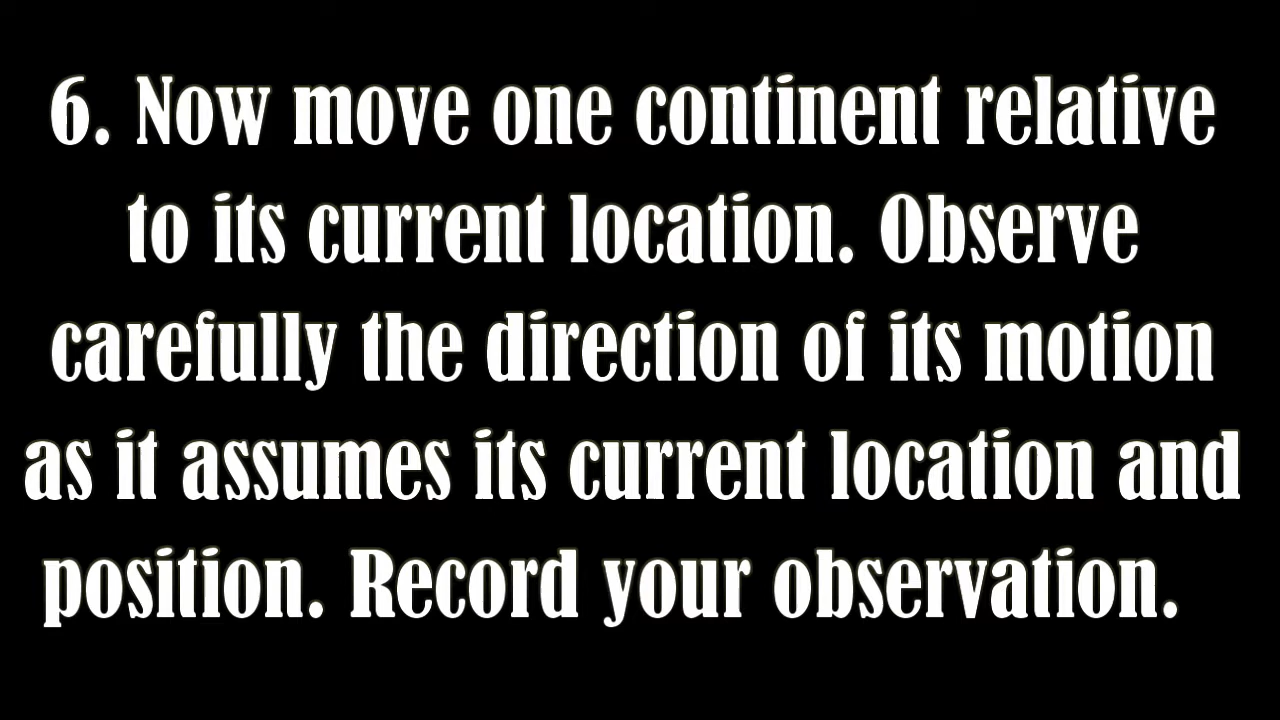 6. Now move one continent relative
to its current location. Observe
carefully the direction of its motion
as it assumes its current location and
position. Record your observation.